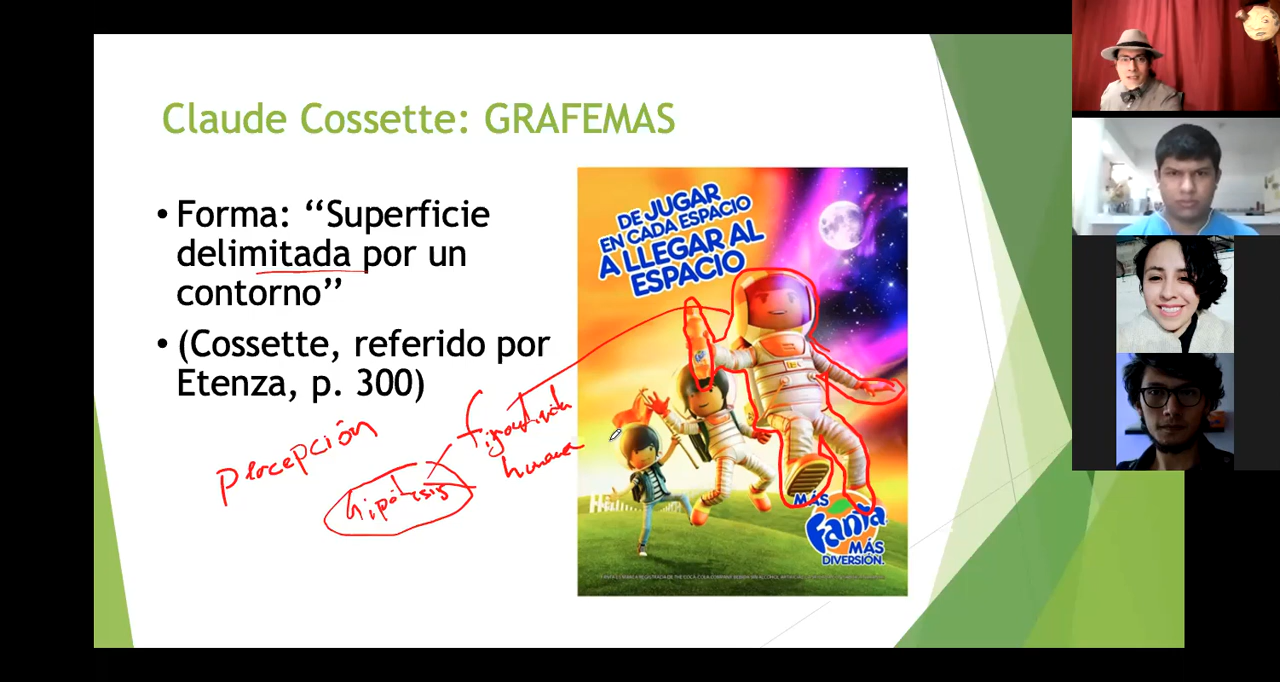 Claude Cossette: GRAFEMAS
• Forma: “Superficie
delimitada por un
contorno”
• (Cossette, referido por
Etenza, p. 300)
percepción
hipótesis
humana
DE JUGAR
EN CADA ESPACIO
A LLEGAR AL
ESPACIO
MÁS
Fanta
MÁS
DIVERSIÓN.